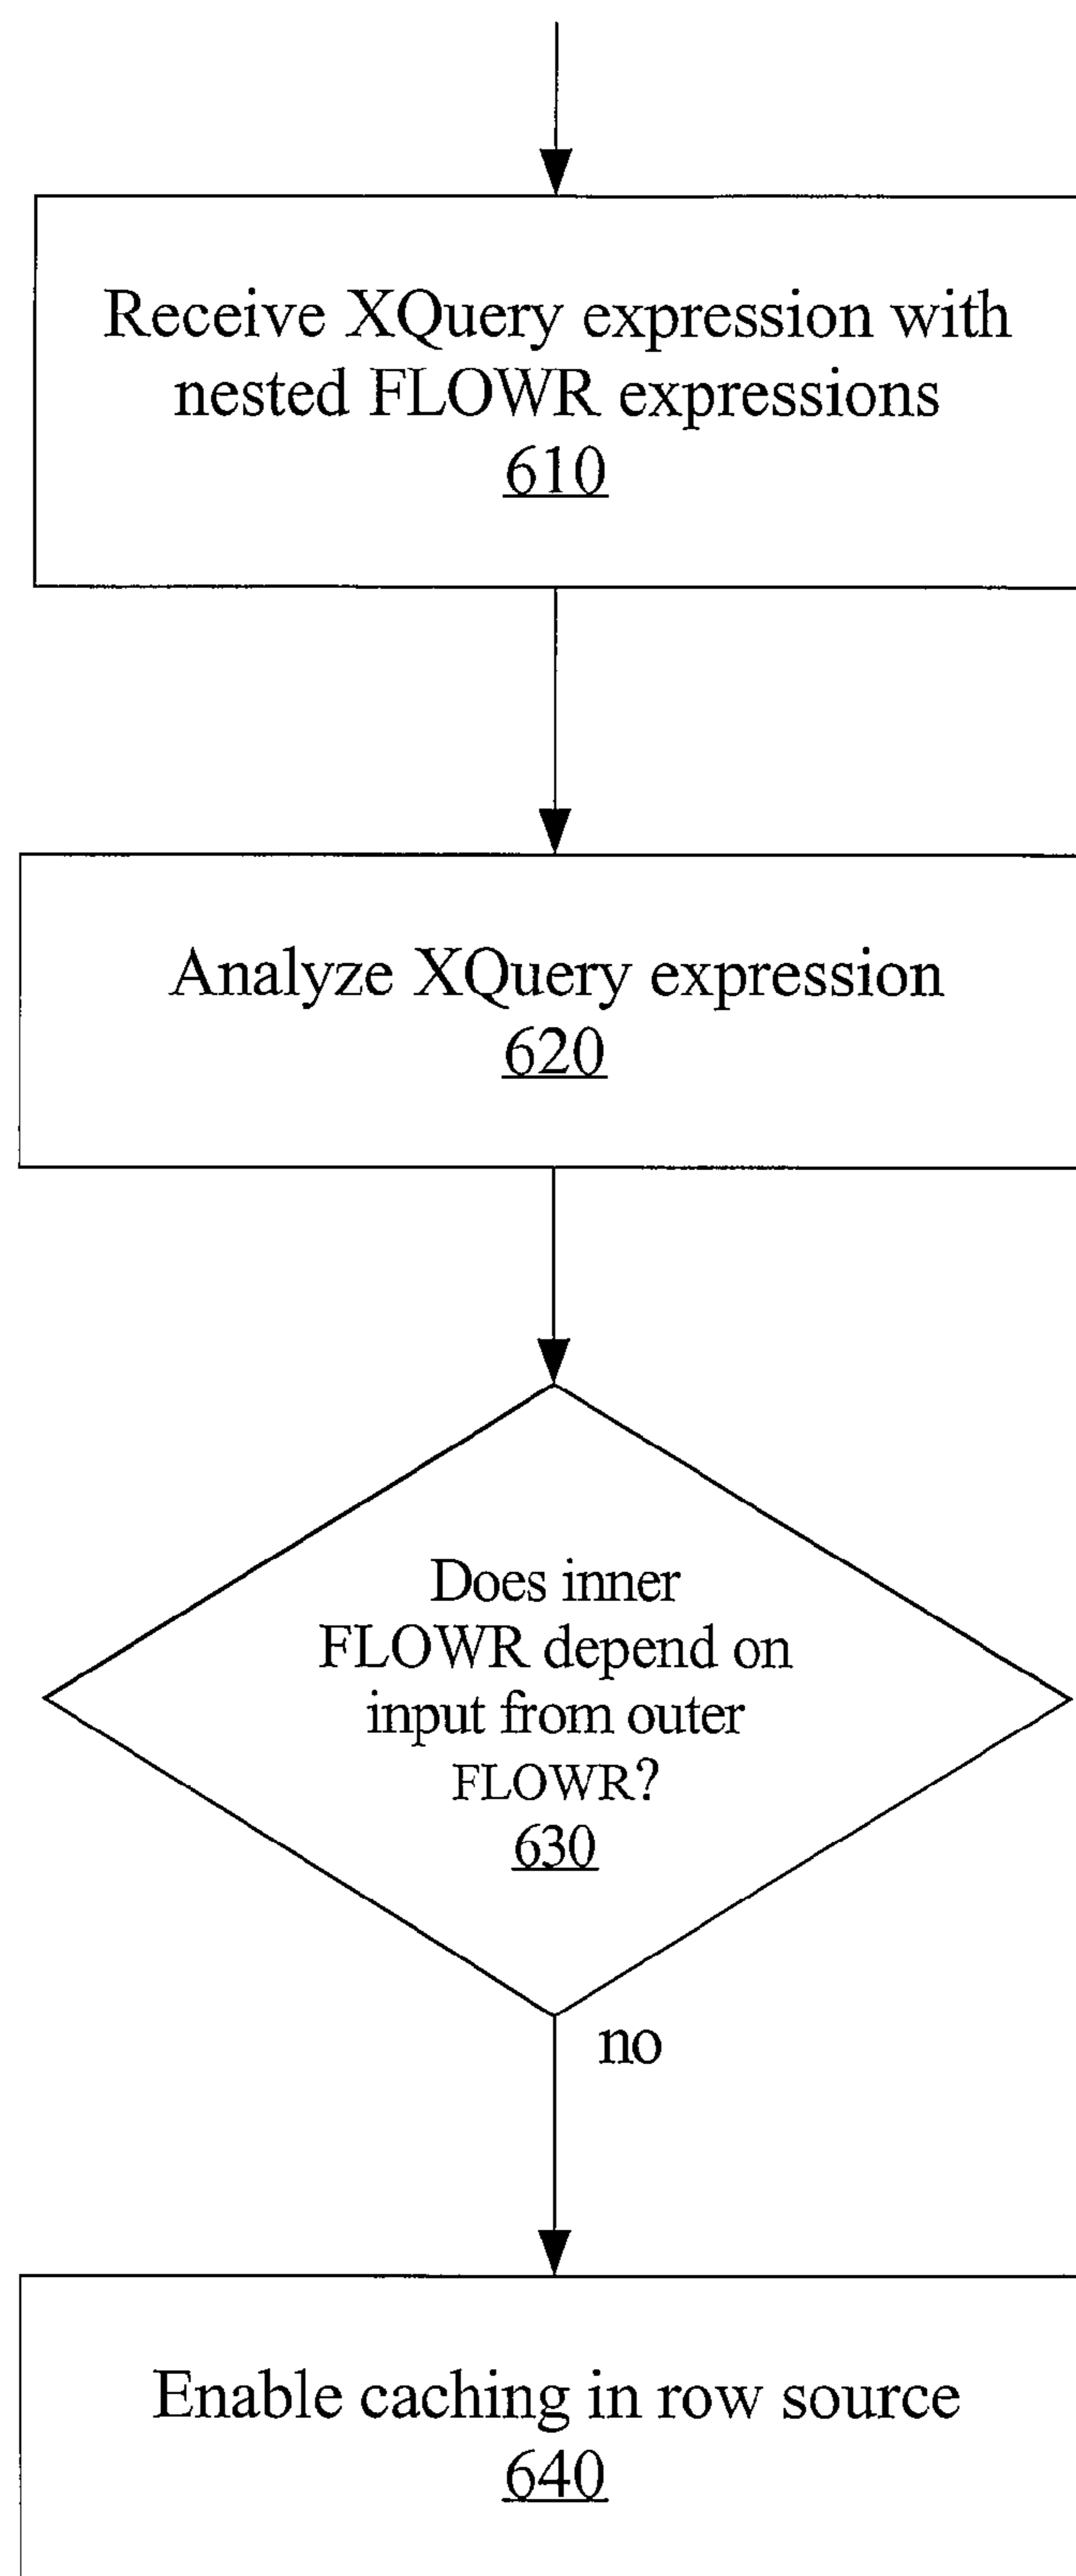 Receive XQuery expression with
nested FLOWR expressions
610
Analyze XQuery expression
620
Does inner
FLOWR depend on
input from outer
FLOWR?
630
no
Enable caching in row source
640